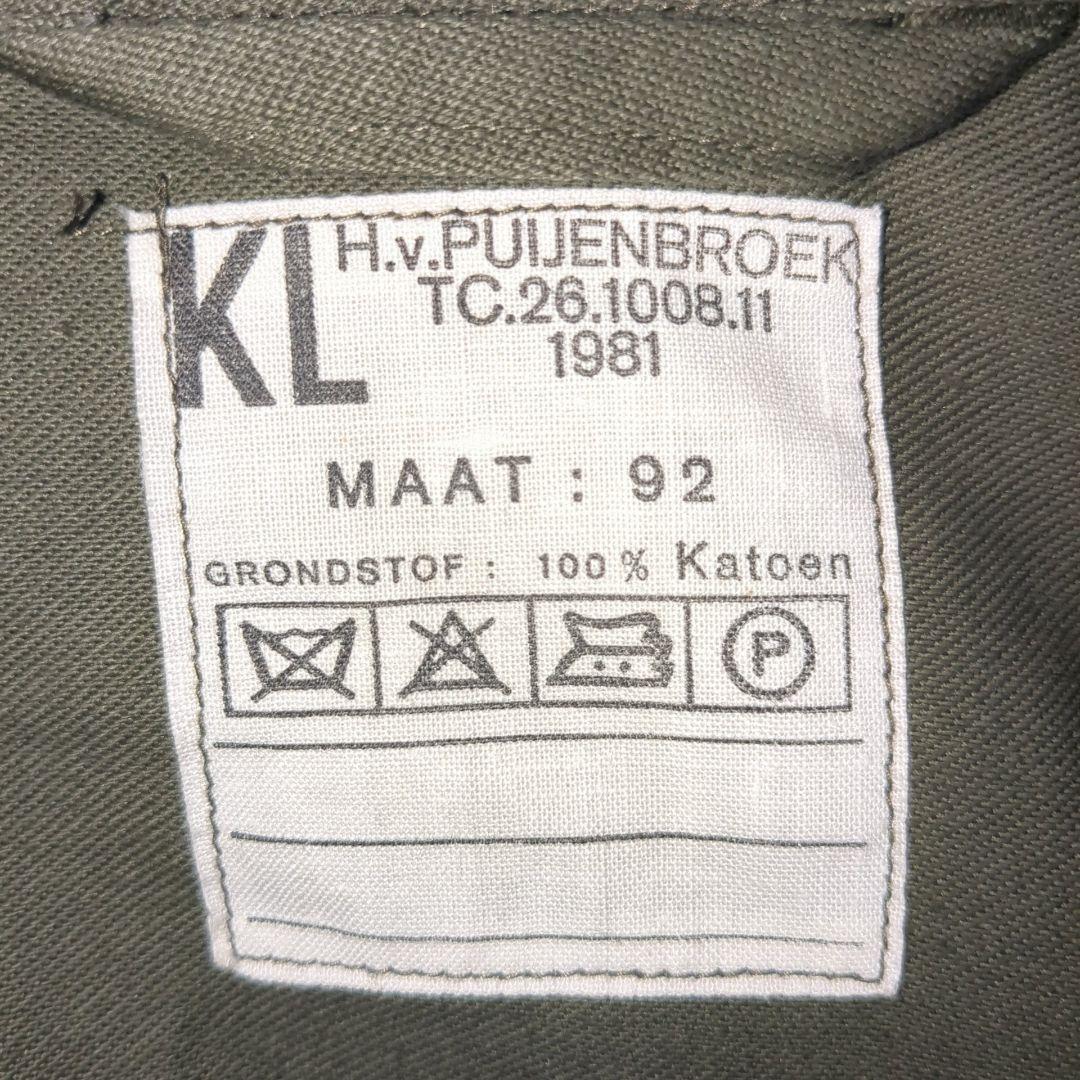 KL H.v.PUIJENBROEK
TC.26.1008.11
1981
MAAT : 92
GRONDSTOF : 100 % Katoen
P